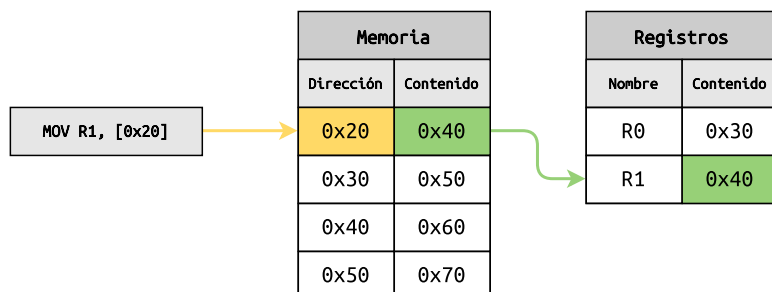 Memoria
Dirección Contenido
0x20 0x40
0x30 0x50
0x40 0x60
0x50 0x70
Registros
Nombre Contenido
R0 0x30
R1 0x40
MOV R1, [0x20]